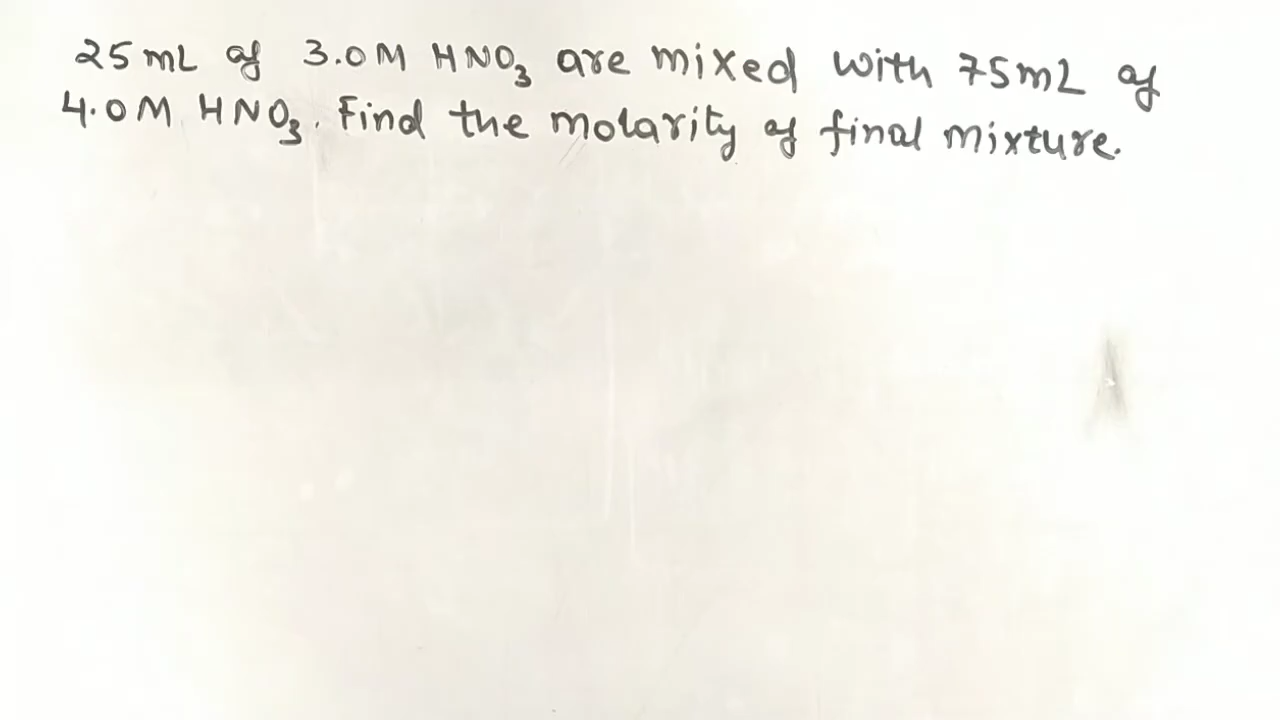 25 mL of 3.0M HNO₃ are mixed with 75mL of
4.0M HNO₃. Find the molarity of final mixture.